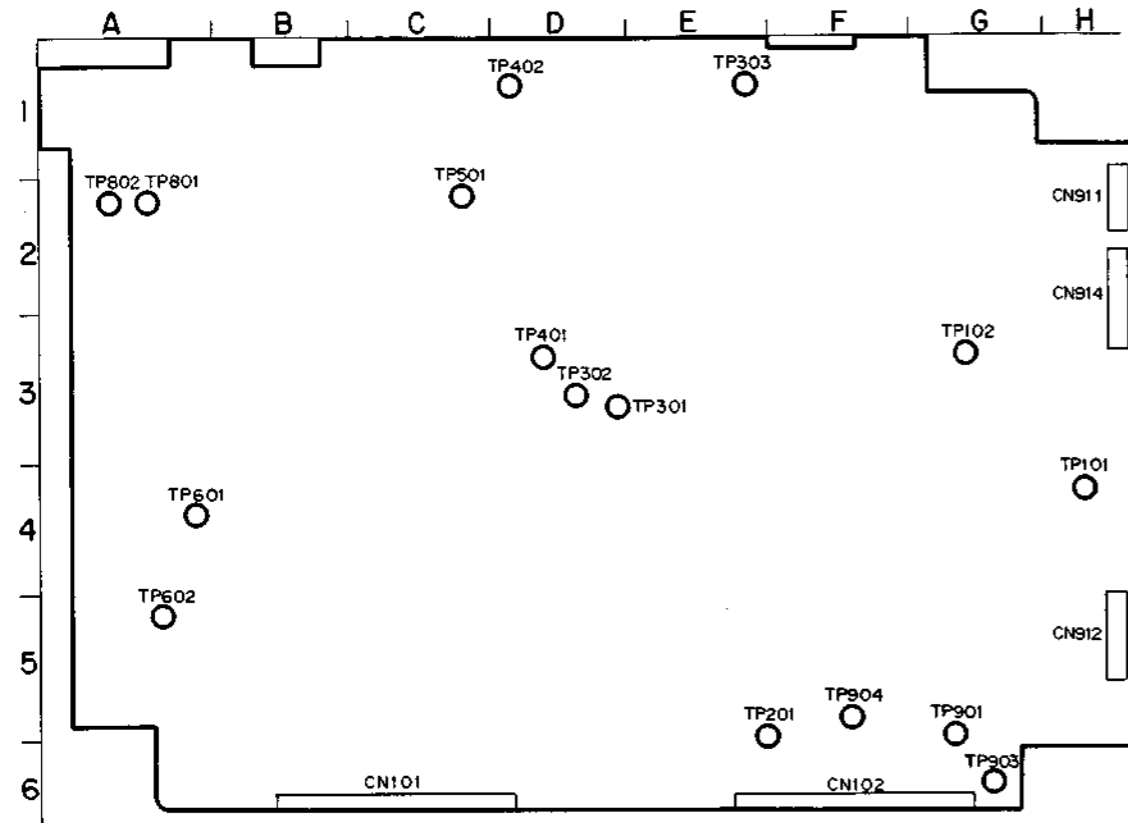 A B C D E F G H
TP402 TP303
1
TP802 TP801 TP501 CN911
2
CN914
TP401 TP102
TP302
3 TP301
TP101
TP601
4
TP602
CN912
5
TP904
TP201 TP901
TP903
CN101 CN102
6